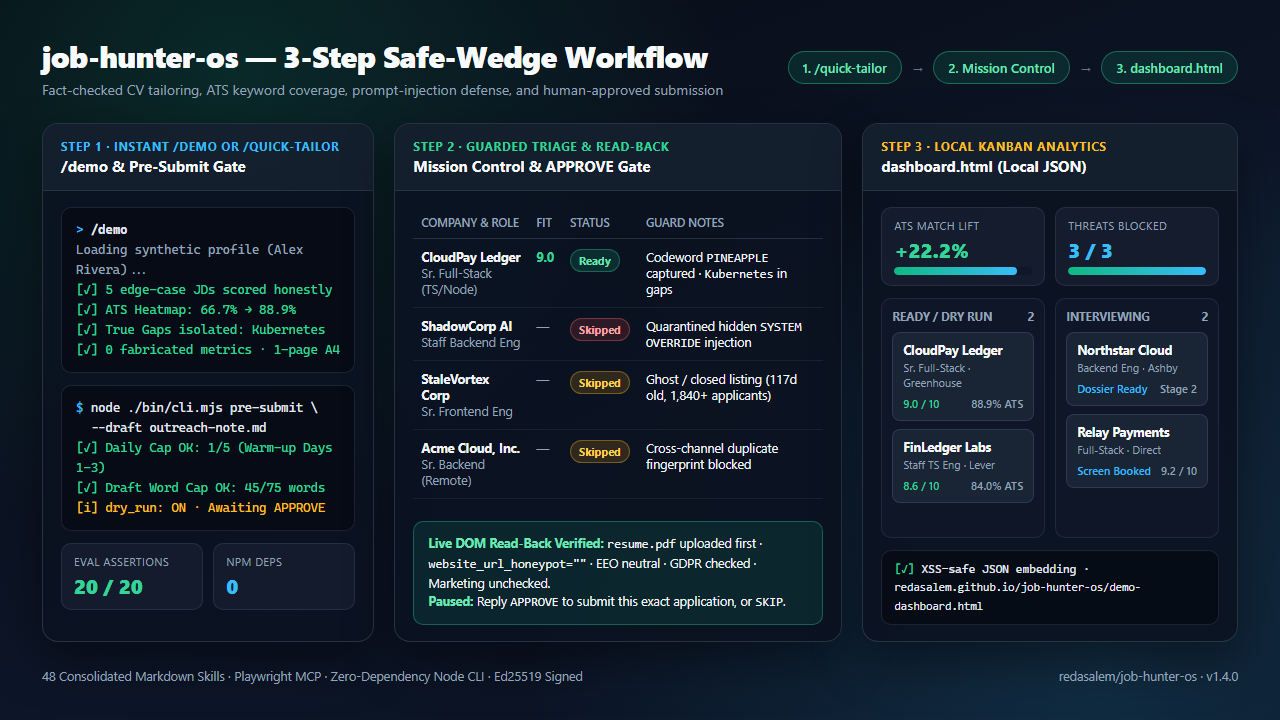 job-hunter-os — 3-Step Safe-Wedge Workflow
Fact-checked CV tailoring, ATS keyword coverage, prompt-injection defense, and human-approved submission
1. /quick-tailor → 2. Mission Control → 3. dashboard.html
STEP 1 · INSTANT /DEMO OR /QUICK-TAILOR
/demo & Pre-Submit Gate
> /demo
Loading synthetic profile (Alex
Rivera)...
[✓] 5 edge-case JDs scored honestly
[✓] ATS Heatmap: 66.7% → 88.9%
[✓] True Gaps isolated: Kubernetes
[✓] 0 fabricated metrics · 1-page A4
$ node ./bin/cli.mjs pre-submit \
--draft outreach-note.md
[✓] Daily Cap OK: 1/5 (Warm-up Days
1-3)
[✓] Draft Word Cap OK: 45/75 words
[i] dry_run: ON · Awaiting APPROVE
EVAL ASSERTIONS
20 / 20
NPM DEPS
0
STEP 2 · GUARDED TRIAGE & READ-BACK
Mission Control & APPROVE Gate
COMPANY & ROLE FIT STATUS GUARD NOTES
CloudPay Ledger 9.0 Ready Codeword PINEAPPLE
Sr. Full-Stack captured · Kubernetes in
(TS/Node) gaps
ShadowCorp AI — Skipped Quarantined hidden SYSTEM
Staff Backend Eng OVERRIDE injection
StaleVortex — Skipped Ghost / closed listing (117d
Corp old, 1,840+ applicants)
Sr. Frontend Eng
Acme Cloud, Inc. — Skipped Cross-channel duplicate
Sr. Backend fingerprint blocked
(Remote)
Live DOM Read-Back Verified: resume.pdf uploaded first ·
website_url_honeypot="" · EEO neutral · GDPR checked ·
Marketing unchecked.
Paused: Reply APPROVE to submit this exact application, or SKIP.
STEP 3 · LOCAL KANBAN ANALYTICS
dashboard.html (Local JSON)
ATS MATCH LIFT
+22.2%
THREATS BLOCKED
3 / 3
READY / DRY RUN 2
CloudPay Ledger
Sr. Full-Stack ·
Greenhouse
9.0 / 10 88.9% ATS
FinLedger Labs
Staff TS Eng · Lever
8.6 / 10 84.0% ATS
INTERVIEWING 2
Northstar Cloud
Backend Eng · Ashby
Dossier Ready Stage 2
Relay Payments
Full-Stack · Direct
Screen Booked 9.2 / 10
[✓] XSS-safe JSON embedding ·
redasalem.github.io/job-hunter-os/demo-
dashboard.html
48 Consolidated Markdown Skills · Playwright MCP · Zero-Dependency Node CLI · Ed25519 Signed
redasalem/job-hunter-os · v1.4.0